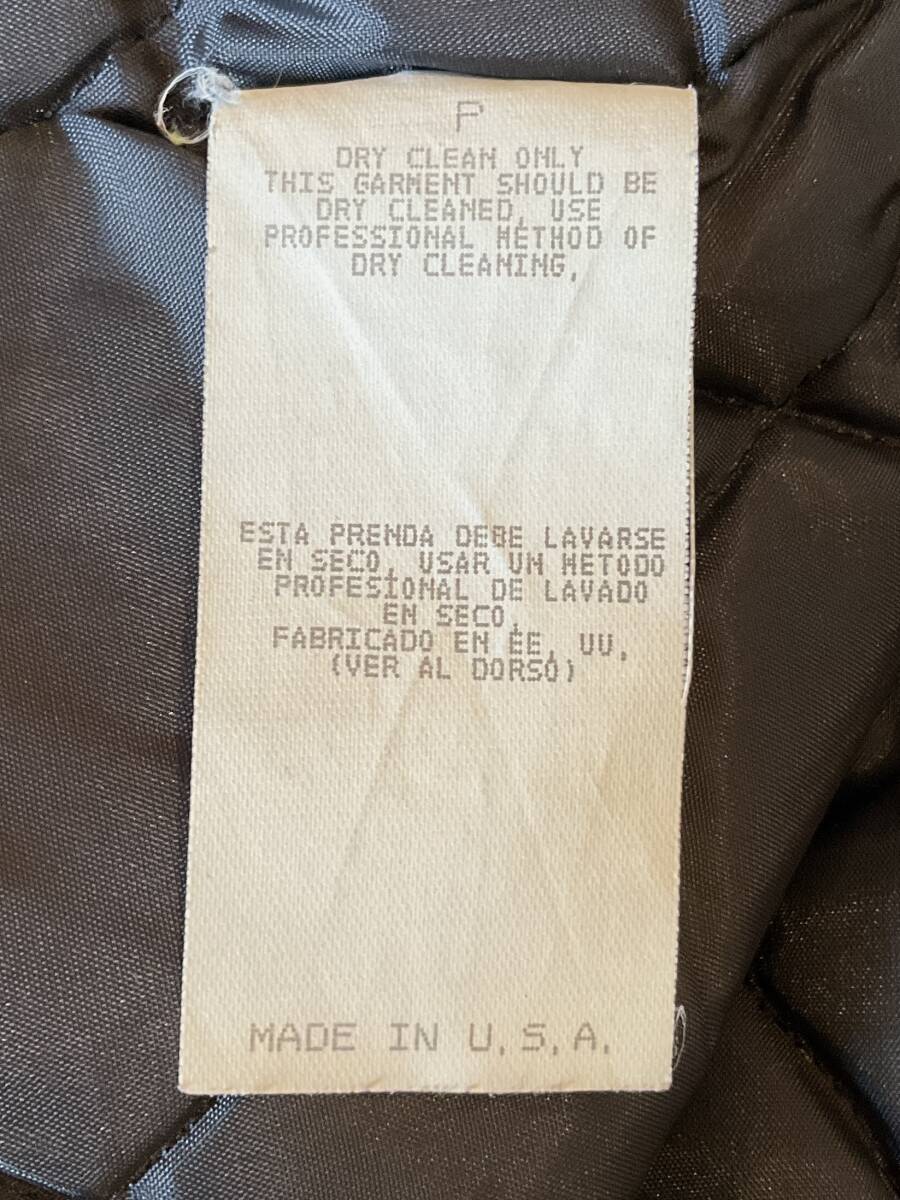 P
DRY CLEAN ONLY
THIS GARMENT SHOULD BE
DRY CLEANED, USE
PROFESSIONAL METHOD OF
DRY CLEANING,
ESTA PRENDA DEBE LAVARSE
EN SECO, USAR UN METODO
PROFESIONAL DE LAVADO
EN SECO,
FABRICADO EN EE, UU,
(VER AL DORSO)
MADE IN U.S.A.